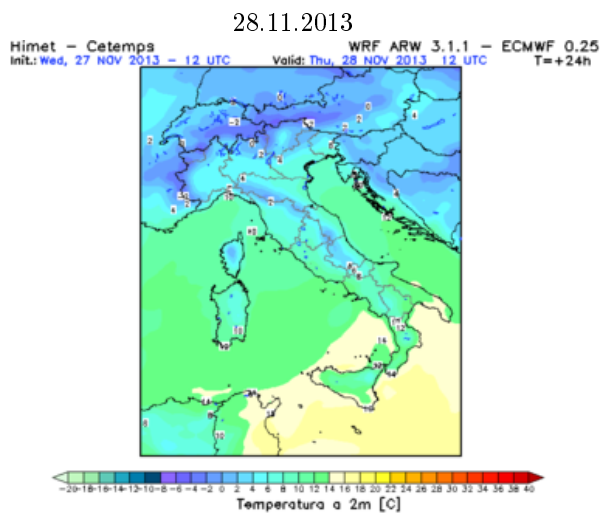 28.11.2013
Himet - Cetemps WRF ARW 3.1.1 - ECMWF 0.25
Init.: Wed, 27 NOV 2013 - 12 UTC Valid: Thu, 28 NOV 2013 12 UTC T=+24h
-20-18-16-14-12-10-8 -6 -4 -2 0 2 4 6 8 10 12 14 16 18 20 22 24 26 28 30 32 34 36 38 40
Temperatura a 2m [C]